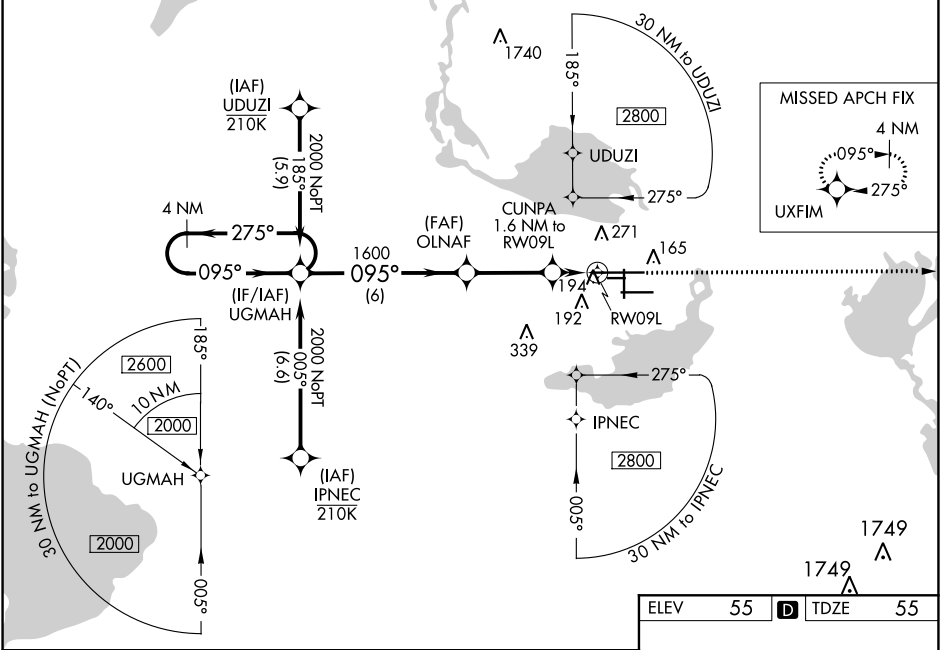 1740
30 NM to UDUZI
185°
2800
UDUZI
275°
MISSED APCH FIX
4 NM
095°
275°
UXFIM
(IAF)
UDUZI
210K
2000 NoPT
185°
(5.9)
4 NM
275°
095°
(IF/IAF)
UGMAH
1600
095°
(6)
(FAF)
OLNAF
CUNPA
1.6 NM to
RW09L
271
165
194
192
RW09L
339
2000 NoPT
005°
(6.6)
(IAF)
IPNEC
210K
30 NM to UGMAH (NoPT)
185°
2600
140°
10 NM
2000
UGMAH
2000
005°
275°
IPNEC
2800
005°
30 NM to IPNEC
1749
1749
ELEV 55 D TDZE 55